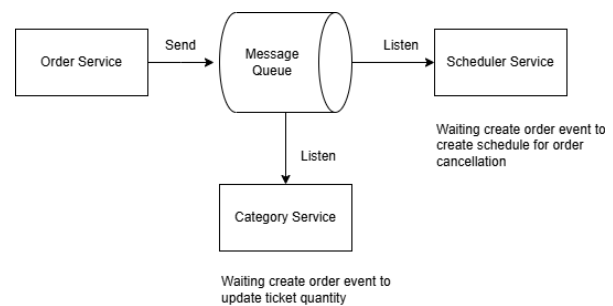 Order Service
Send
Message
Queue
Listen
Scheduler Service
Waiting create order event to
create schedule for order
cancellation
Listen
Category Service
Waiting create order event to
update ticket quantity